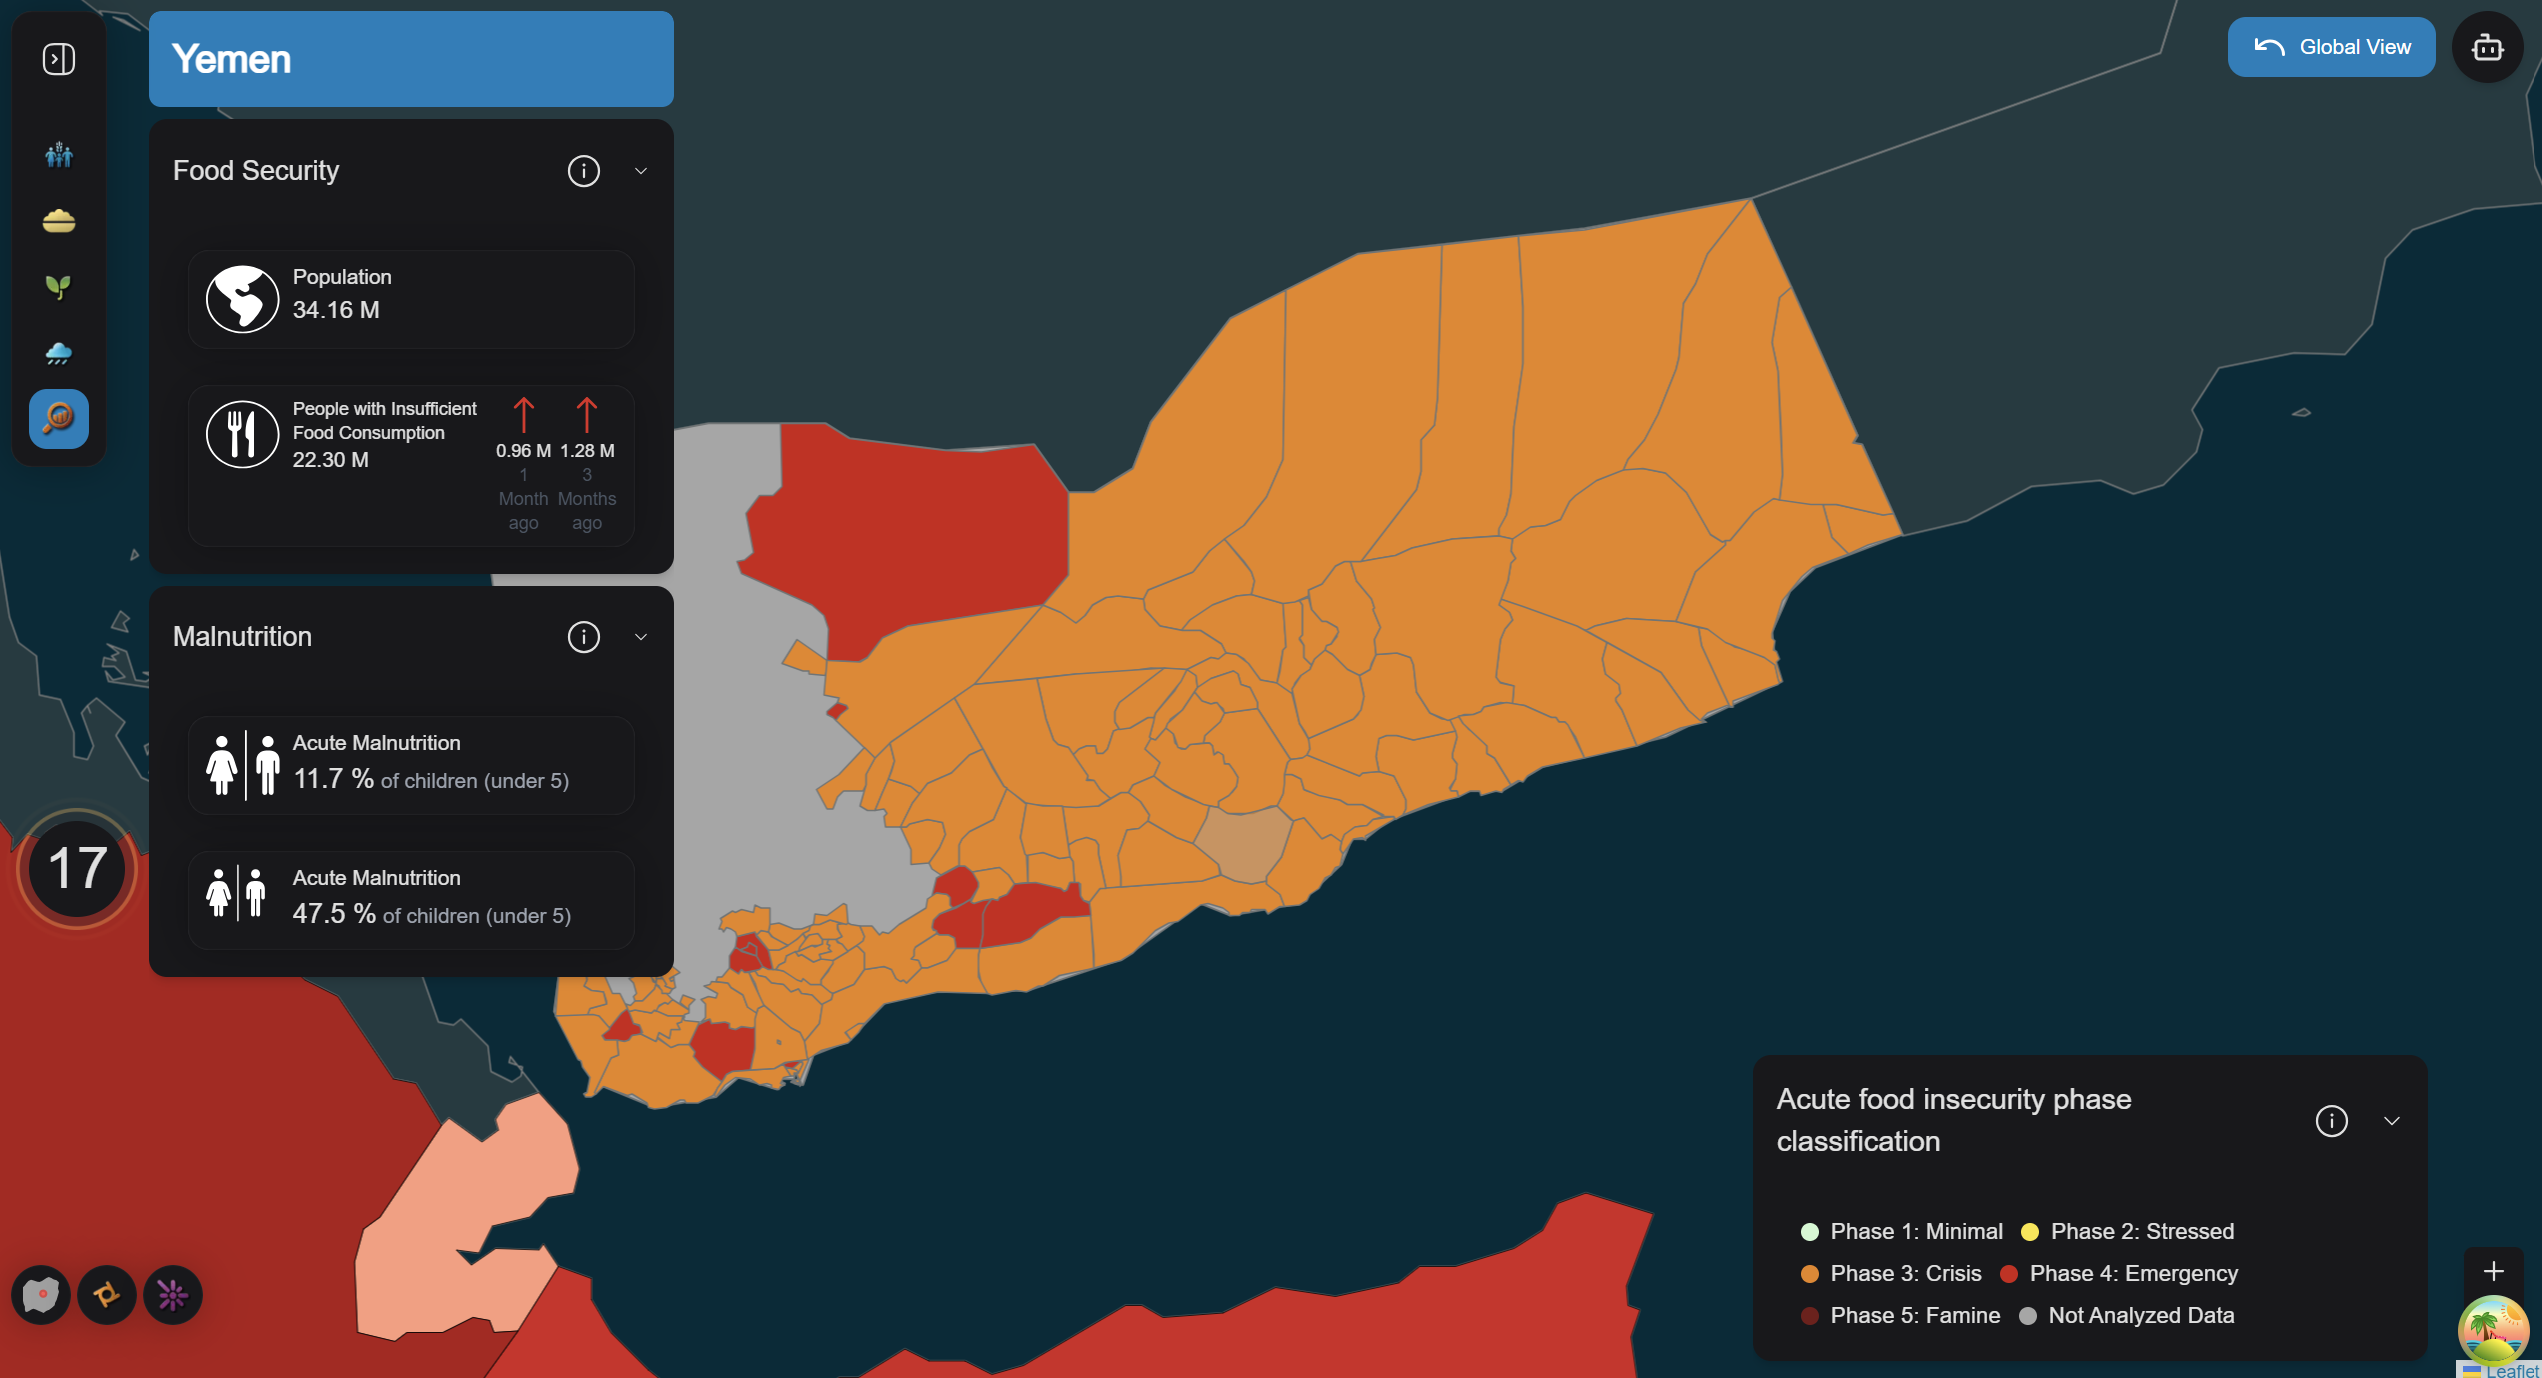 Yemen
Global View
Food Security
Population
34.16 M
People with Insufficient
Food Consumption
22.30 M
0.96 M
1
Month
ago
1.28 M
3
Months
ago
Malnutrition
Acute Malnutrition
11.7 % of children (under 5)
Acute Malnutrition
47.5 % of children (under 5)
17
Acute food insecurity phase
classification
Phase 1: Minimal
Phase 2: Stressed
Phase 3: Crisis
Phase 4: Emergency
Phase 5: Famine
Not Analyzed Data
+
Leaflet